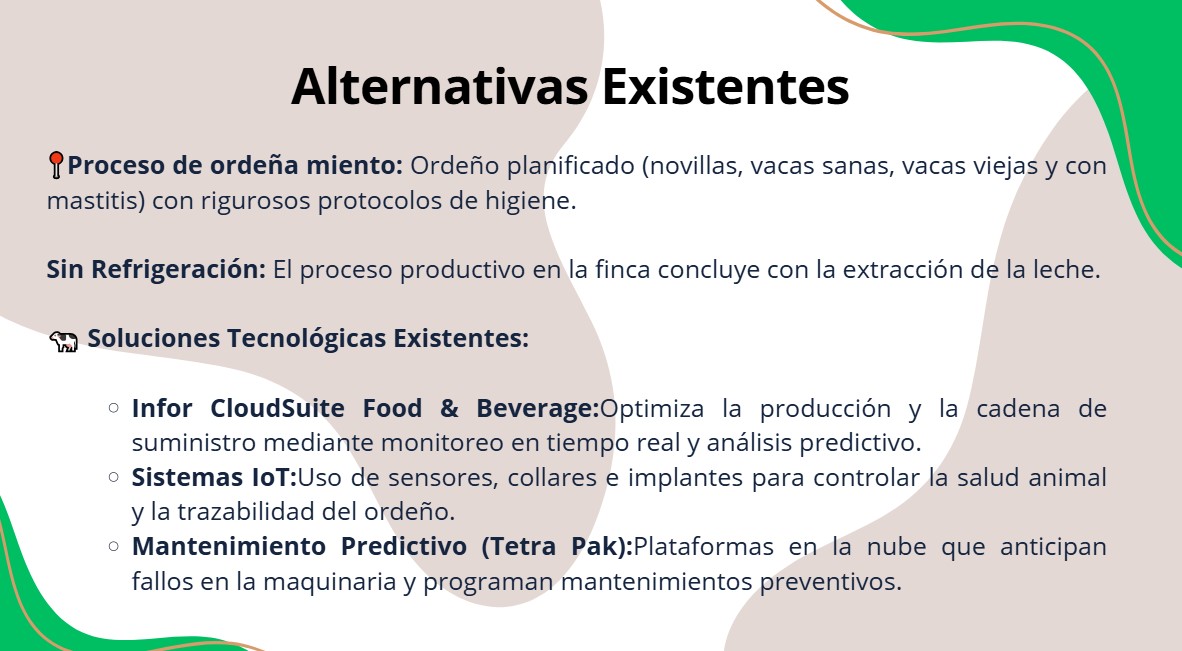 Alternativas Existentes
📍Proceso de ordeña miento: Ordeño planificado (novillas, vacas sanas, vacas viejas y con
mastitis) con rigurosos protocolos de higiene.
Sin Refrigeración: El proceso productivo en la finca concluye con la extracción de la leche.
🐄 Soluciones Tecnológicas Existentes:
○ Infor CloudSuite Food & Beverage:Optimiza la producción y la cadena de
suministro mediante monitoreo en tiempo real y análisis predictivo.
○ Sistemas IoT:Uso de sensores, collares e implantes para controlar la salud animal
y la trazabilidad del ordeño.
○ Mantenimiento Predictivo (Tetra Pak):Plataformas en la nube que anticipan
fallos en la maquinaria y programan mantenimientos preventivos.